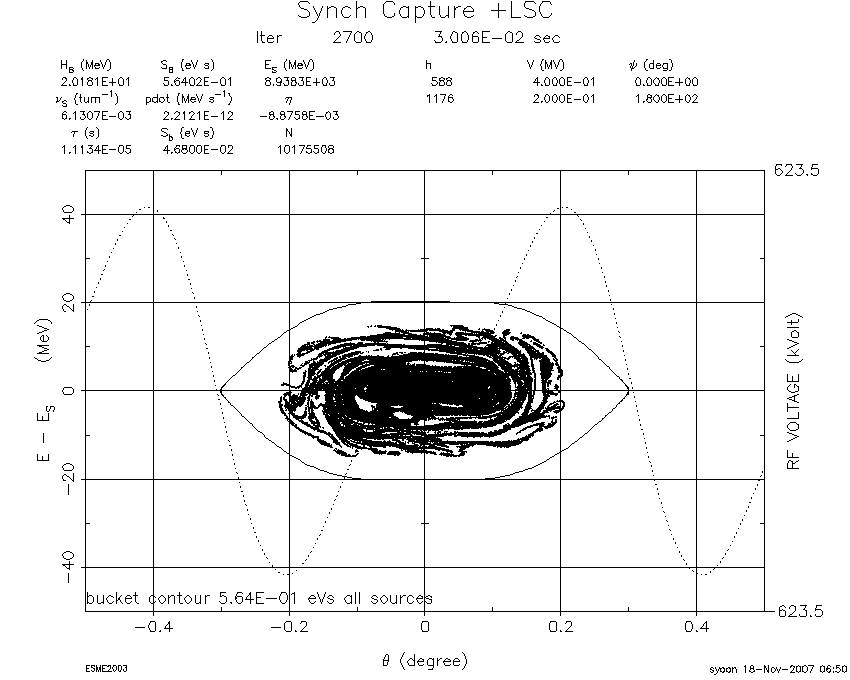 Synch Capture +LSC
Iter 2700 3.006E-02 sec
H_B (MeV) S_B (eV s) E_S (MeV) h V (MV) ψ (deg)
2.0181E+01 5.6402E-01 8.9383E+03 588 4.000E-01 0.000E+00
ν_S (turn⁻¹) pdot (MeV s⁻¹) η 1176 2.000E-01 1.800E+02
6.1307E-03 2.2121E-12 -8.8758E-03
τ (s) S_b (eV s) N
1.1134E-05 4.6800E-02 10175508
623.5
40
20
0
-20
-40
E - E_S (MeV)
RF VOLTAGE (kVolt)
bucket contour 5.64E-01 eVs all sources
-623.5
-0.4 -0.2 0 0.2 0.4
θ (degree)
ESME2003 syoon 18-Nov-2007 06:50